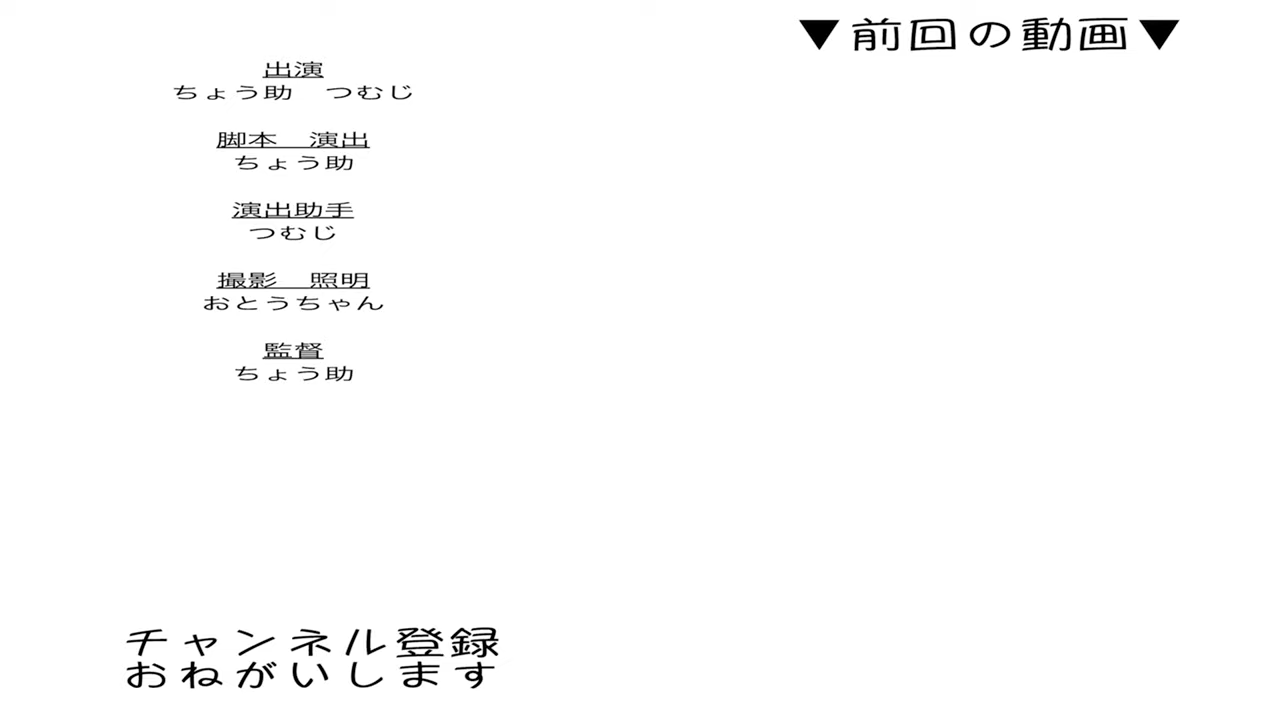 ▼前回の動画▼
出演
ちょう助　つむじ
脚本　演出
ちょう助
演出助手
つむじ
撮影　照明
おとうちゃん
監督
ちょう助
チャンネル登録
おねがいします